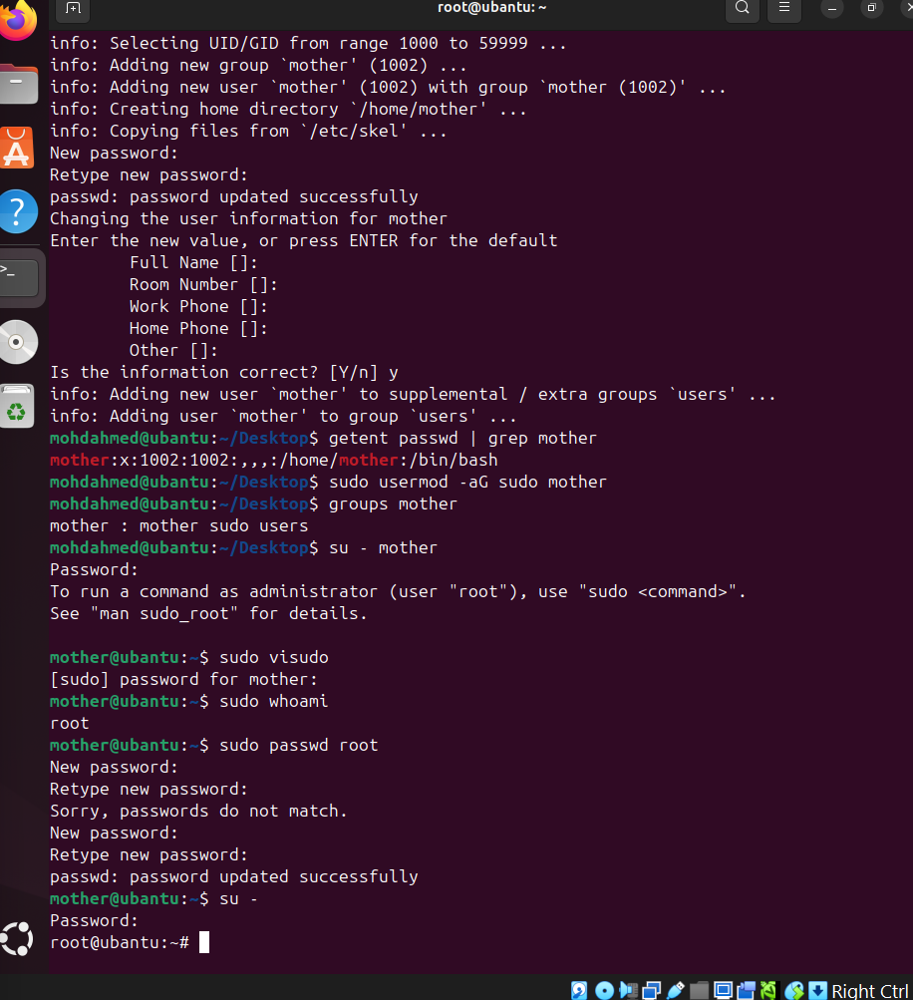 root@ubantu: ~
info: Selecting UID/GID from range 1000 to 59999 ...
info: Adding new group `mother' (1002) ...
info: Adding new user `mother' (1002) with group `mother (1002)' ...
info: Creating home directory `/home/mother' ...
info: Copying files from `/etc/skel' ...
New password:
Retype new password:
passwd: password updated successfully
Changing the user information for mother
Enter the new value, or press ENTER for the default
Full Name []:
Room Number []:
Work Phone []:
Home Phone []:
Other []:
Is the information correct? [Y/n] y
info: Adding new user `mother' to supplemental / extra groups `users' ...
info: Adding user `mother' to group `users' ...
mohdahmed@ubantu:~/Desktop$ getent passwd | grep mother
mother:x:1002:1002:,,,:/home/mother:/bin/bash
mohdahmed@ubantu:~/Desktop$ sudo usermod -aG sudo mother
mohdahmed@ubantu:~/Desktop$ groups mother
mother : mother sudo users
mohdahmed@ubantu:~/Desktop$ su - mother
Password:
To run a command as administrator (user "root"), use "sudo <command>".
See "man sudo_root" for details.
mother@ubantu:~$ sudo visudo
[sudo] password for mother:
mother@ubantu:~$ sudo whoami
root
mother@ubantu:~$ sudo passwd root
New password:
Retype new password:
Sorry, passwords do not match.
New password:
Retype new password:
passwd: password updated successfully
mother@ubantu:~$ su -
Password:
root@ubantu:~#
Right Ctrl